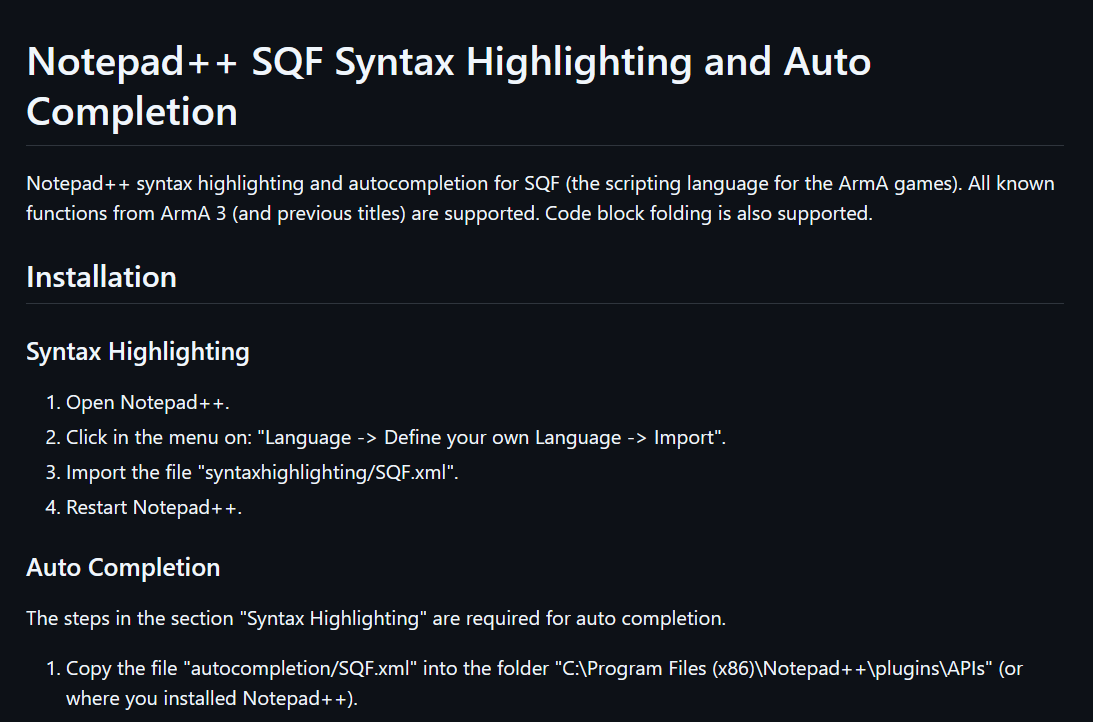 Notepad++ SQF Syntax Highlighting and Auto
Completion
Notepad++ syntax highlighting and autocompletion for SQF (the scripting language for the ArmA games). All known
functions from ArmA 3 (and previous titles) are supported. Code block folding is also supported.
Installation
Syntax Highlighting
1. Open Notepad++.
2. Click in the menu on: "Language -> Define your own Language -> Import".
3. Import the file "syntaxhighlighting/SQF.xml".
4. Restart Notepad++.
Auto Completion
The steps in the section "Syntax Highlighting" are required for auto completion.
1. Copy the file "autocompletion/SQF.xml" into the folder "C:\Program Files (x86)\Notepad++\plugins\APIs" (or
where you installed Notepad++).